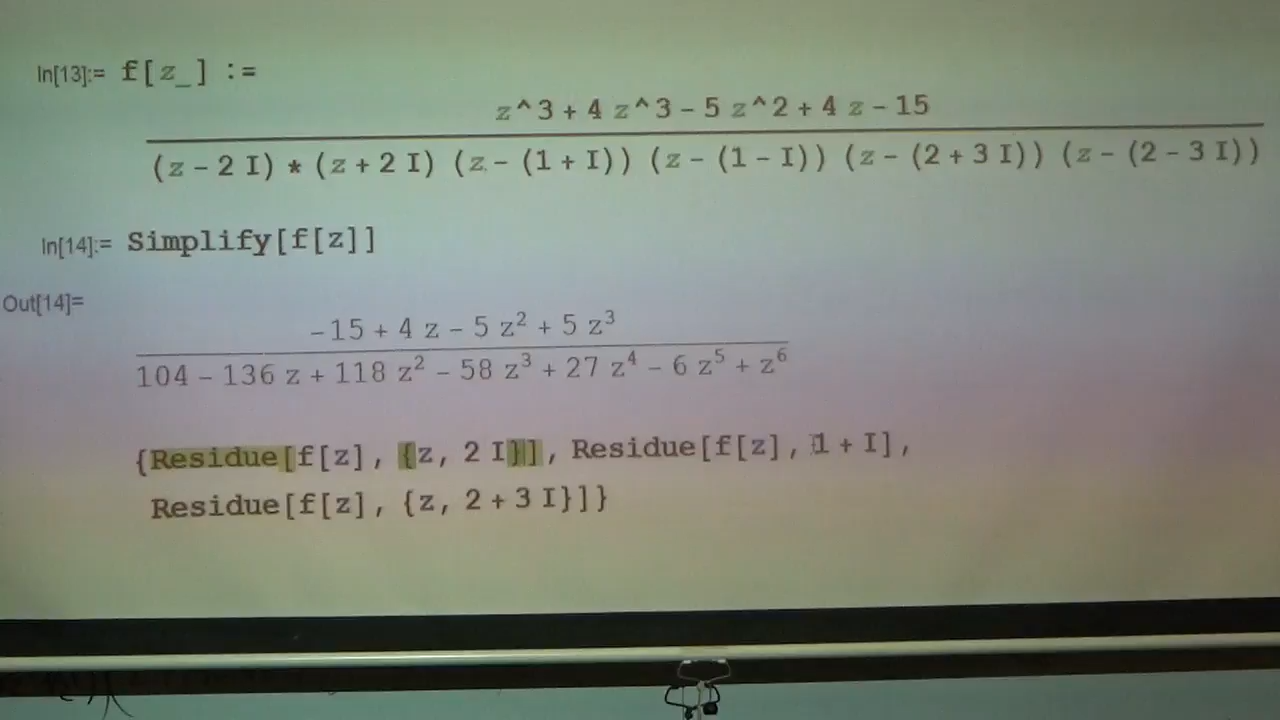 In[13]:= f[z_] :=
z^3 + 4 z^3 - 5 z^2 + 4 z - 15
(z - 2 I) * (z + 2 I) (z - (1 + I)) (z - (1 - I)) (z - (2 + 3 I)) (z - (2 - 3 I))
In[14]:= Simplify[f[z]]
Out[14]=
-15 + 4 z - 5 z² + 5 z³
104 - 136 z + 118 z² - 58 z³ + 27 z⁴ - 6 z⁵ + z⁶
{Residue[f[z], {z, 2 I}], Residue[f[z], 1 + I],
Residue[f[z], {z, 2 + 3 I}]}